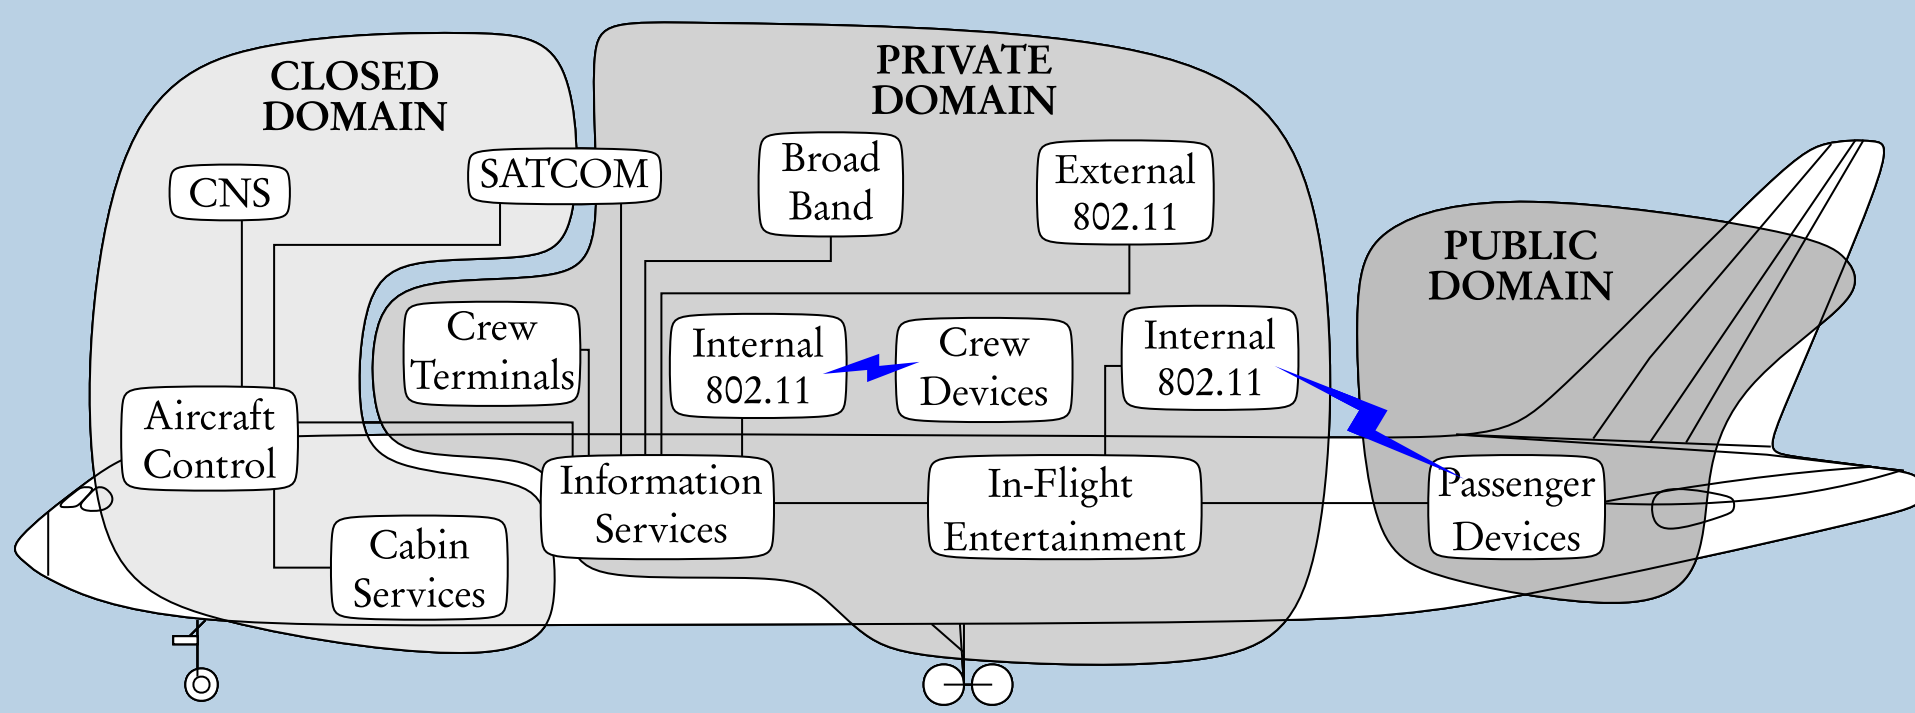 CLOSED
DOMAIN
PRIVATE
DOMAIN
PUBLIC
DOMAIN
CNS
SATCOM
Broad
Band
External
802.11
Crew
Terminals
Internal
802.11
Crew
Devices
Internal
802.11
Aircraft
Control
Information
Services
In-Flight
Entertainment
Passenger
Devices
Cabin
Services